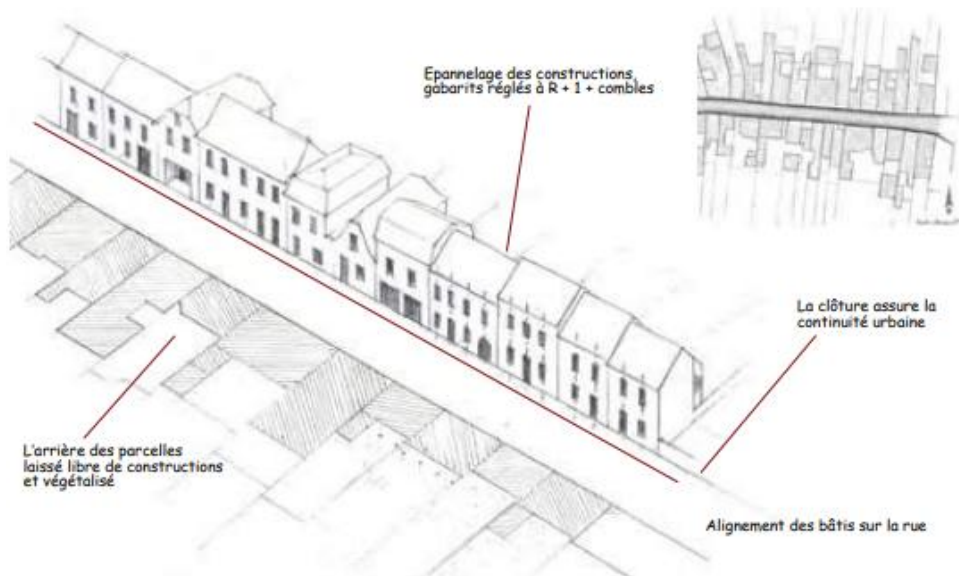 Epannelage des constructions,
gabarits réglés à R + 1 + combles
La clôture assure la
continuité urbaine
L'arrière des parcelles
laissé libre de constructions
et végétalisé
Alignement des bâtis sur la rue